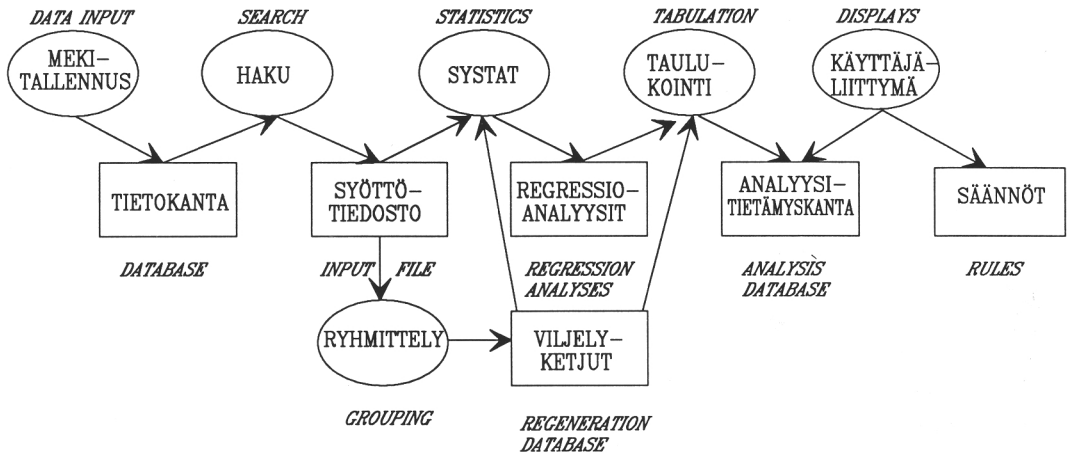 DATA INPUT
SEARCH
STATISTICS
TABULATION
DISPLAYS
MEKI-
TALLENNUS
HAKU
SYSTAT
TAULU-
KOINTI
KÄYTTÄJÄ-
LIITTYMÄ
TIETOKANTA
SYÖTTÖ-
TIEDOSTO
REGRESSIO-
ANALYYSIT
ANALYYSI-
TIETÄMYSKANTA
SÄÄNNÖT
DATABASE
INPUT FILE
REGRESSION
ANALYSES
ANALYSIS
DATABASE
RULES
RYHMITTELY
VILJELY-
KETJUT
GROUPING
REGENERATION
DATABASE